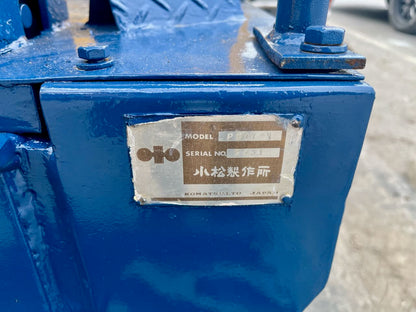 MODEL
SERIAL NO.
小松製作所
KOMATSU LTD JAPAN